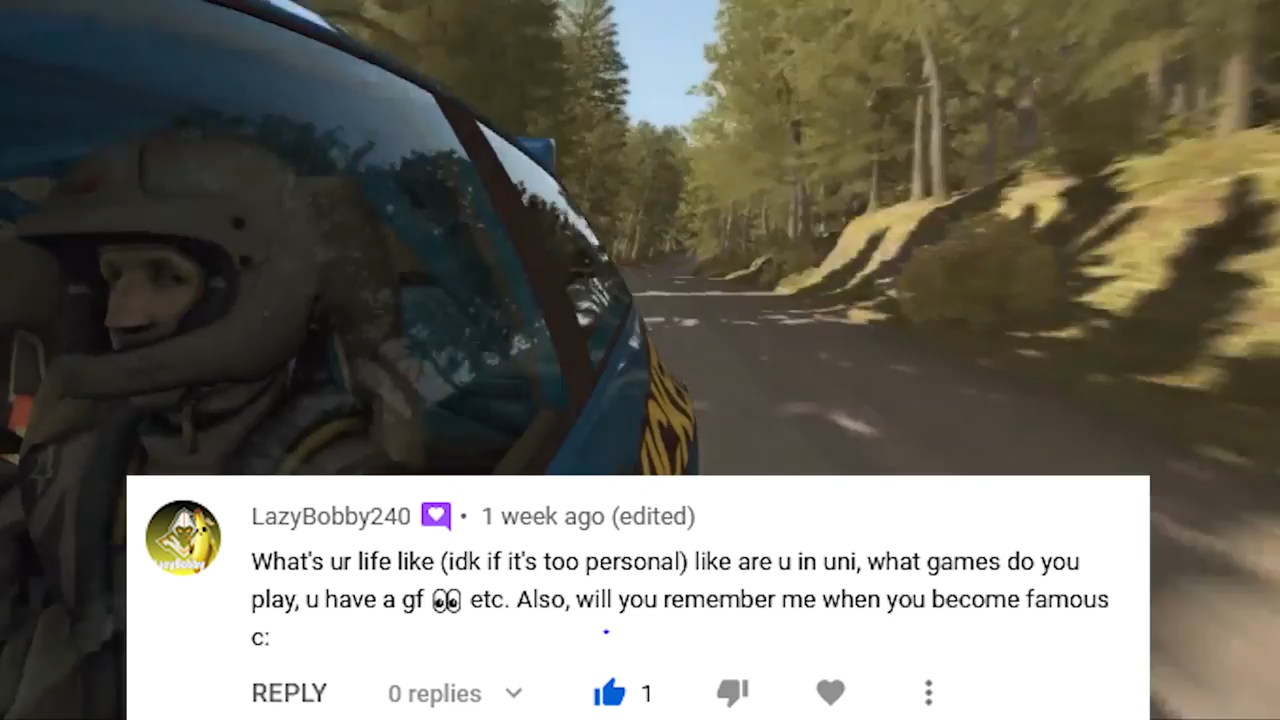 LazyBobby240 • 1 week ago (edited)
What's ur life like (idk if it's too personal) like are u in uni, what games do you
play, u have a gf 👀 etc. Also, will you remember me when you become famous
c:
REPLY 0 replies 1